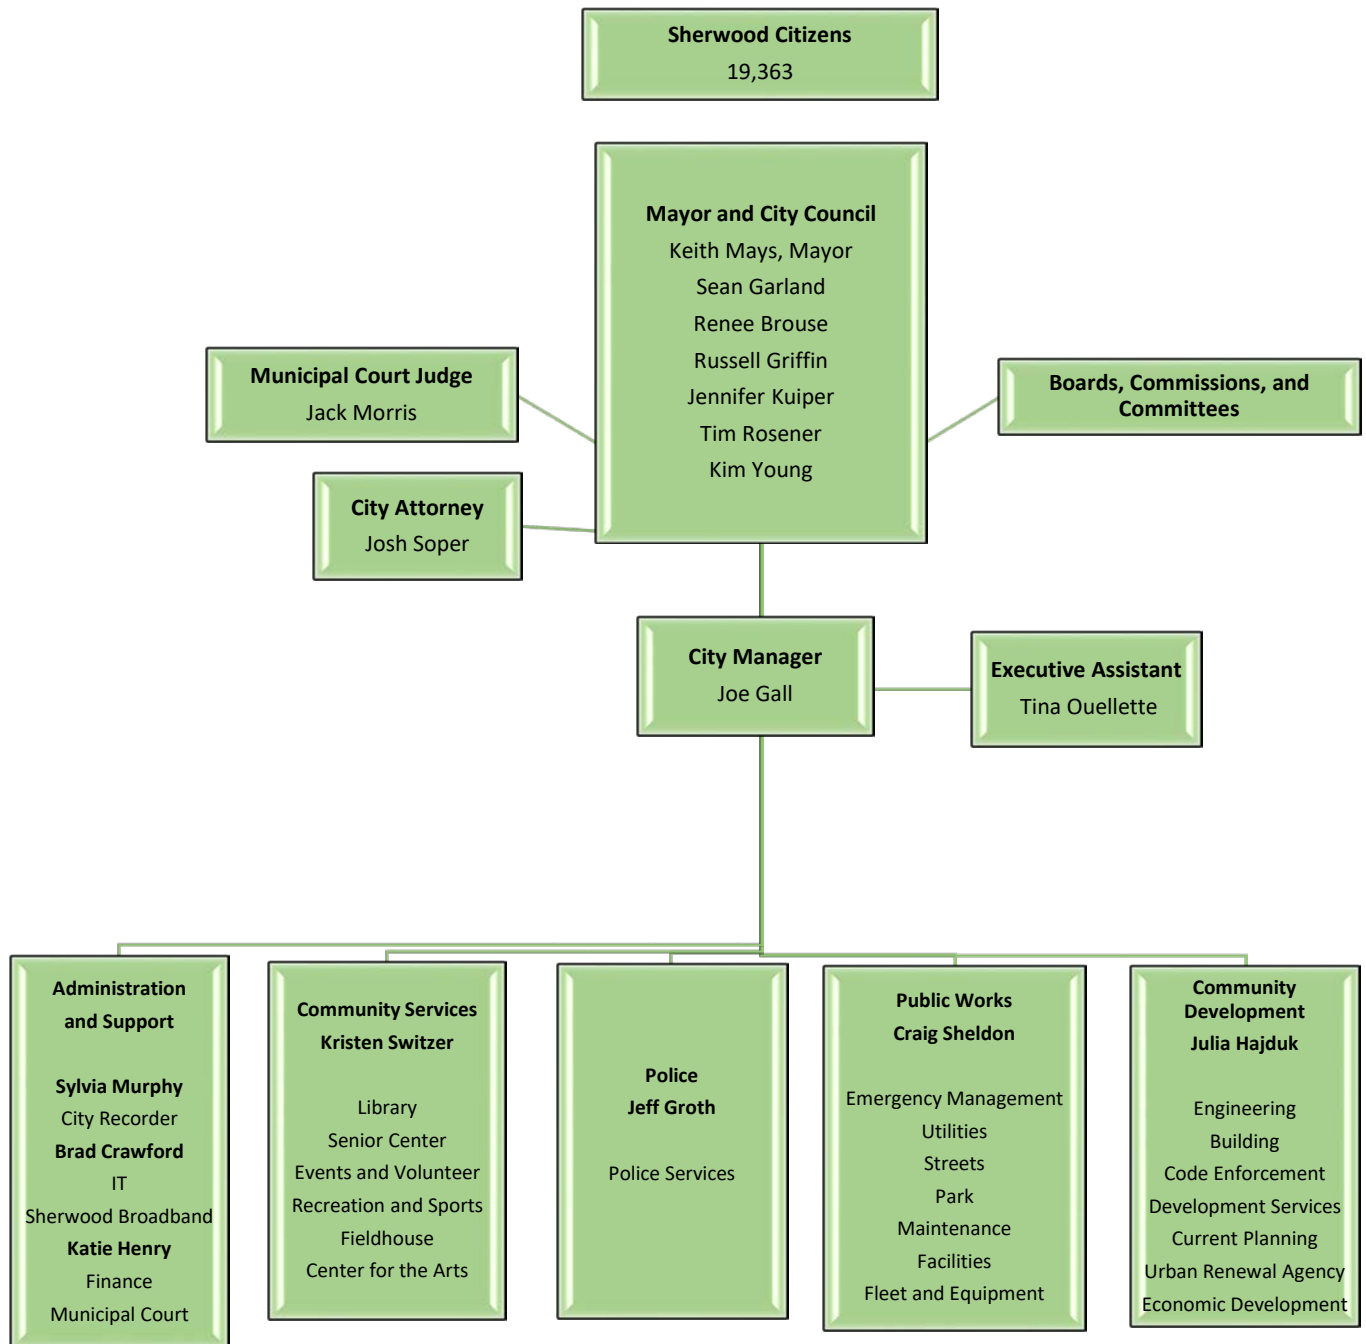 Sherwood Citizens
19,363
Mayor and City Council
Keith Mays, Mayor
Sean Garland
Renee Brouse
Russell Griffin
Jennifer Kuiper
Tim Rosener
Kim Young
Municipal Court Judge
Jack Morris
Boards, Commissions, and
Committees
City Attorney
Josh Soper
City Manager
Joe Gall
Executive Assistant
Tina Ouellette
Administration
and Support
Sylvia Murphy
City Recorder
Brad Crawford
IT
Sherwood Broadband
Katie Henry
Finance
Municipal Court
Community Services
Kristen Switzer
Library
Senior Center
Events and Volunteer
Recreation and Sports
Fieldhouse
Center for the Arts
Police
Jeff Groth
Police Services
Public Works
Craig Sheldon
Emergency Management
Utilities
Streets
Park
Maintenance
Facilities
Fleet and Equipment
Community
Development
Julia Hajduk
Engineering
Building
Code Enforcement
Development Services
Current Planning
Urban Renewal Agency
Economic Development